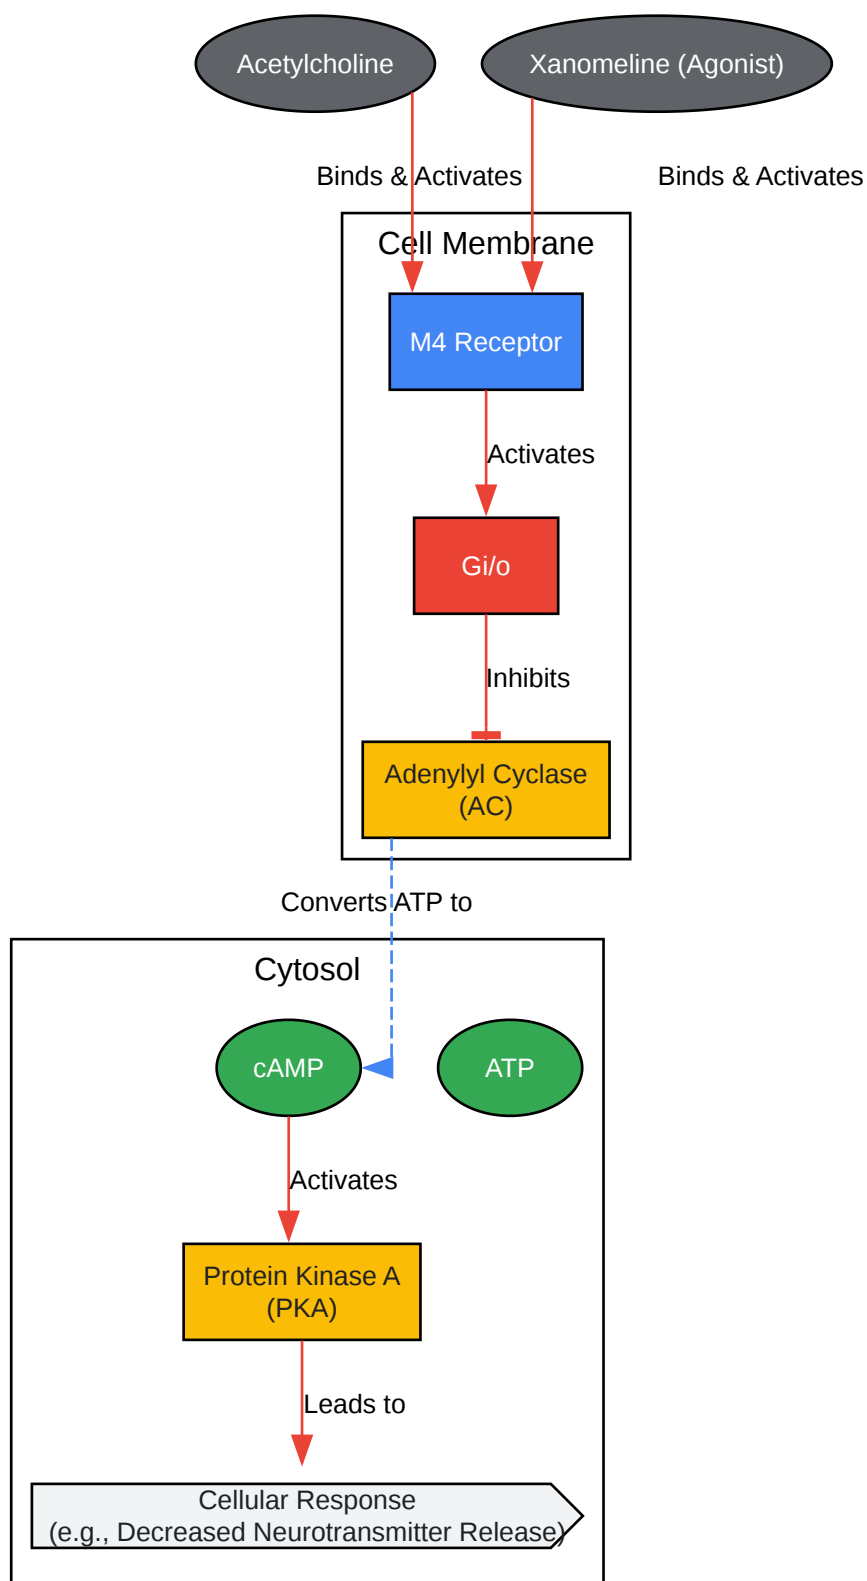 Acetylcholine
Xanomeline (Agonist)
Binds & Activates
Binds & Activates
Cell Membrane
M4 Receptor
Activates
Gi/o
Inhibits
Adenylyl Cyclase
(AC)
Converts ATP to
Cytosol
cAMP
ATP
Activates
Protein Kinase A
(PKA)
Leads to
Cellular Response
(e.g., Decreased Neurotransmitter Release)